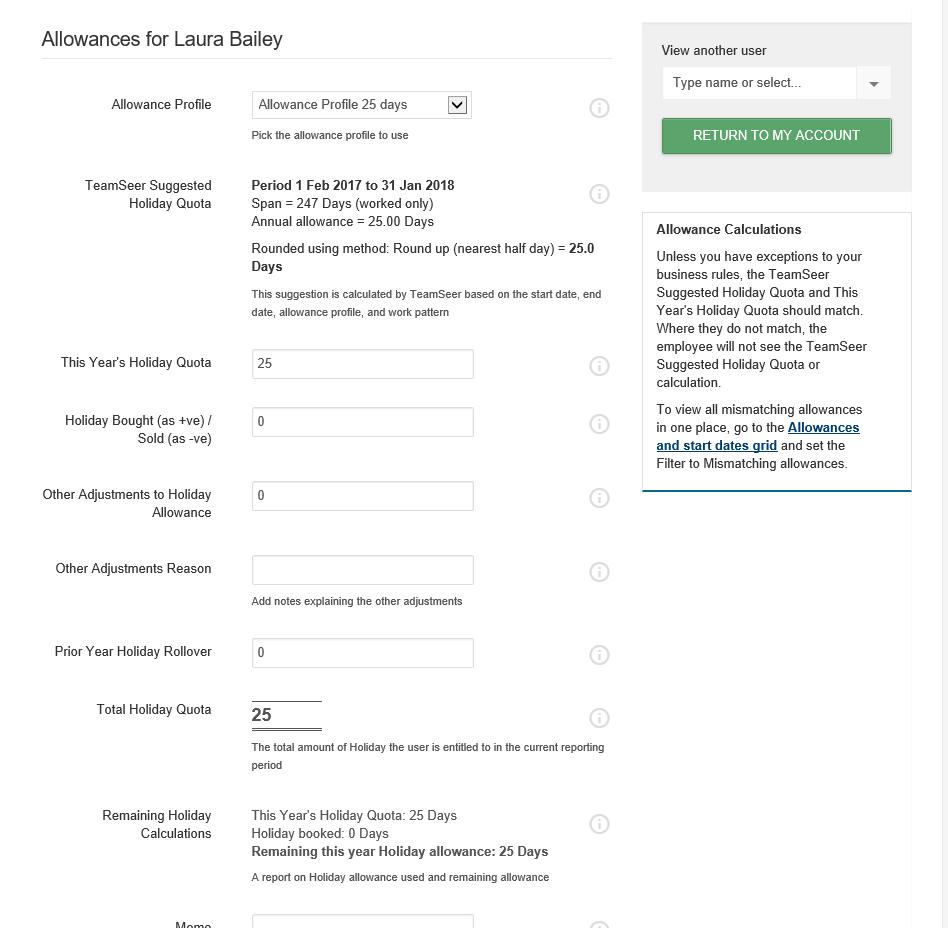 Allowances for Laura Bailey
Allowance Profile
Allowance Profile 25 days
Pick the allowance profile to use
TeamSeer Suggested
Holiday Quota
Period 1 Feb 2017 to 31 Jan 2018
Span = 247 Days (worked only)
Annual allowance = 25.00 Days
Rounded using method: Round up (nearest half day) = 25.0
Days
This suggestion is calculated by TeamSeer based on the start date, end
date, allowance profile, and work pattern
This Year's Holiday Quota
25
Holiday Bought (as +ve) /
Sold (as -ve)
0
Other Adjustments to Holiday
Allowance
0
Other Adjustments Reason
Add notes explaining the other adjustments
Prior Year Holiday Rollover
0
Total Holiday Quota
25
The total amount of Holiday the user is entitled to in the current reporting
period
Remaining Holiday
Calculations
This Year's Holiday Quota: 25 Days
Holiday booked: 0 Days
Remaining this year Holiday allowance: 25 Days
A report on Holiday allowance used and remaining allowance
Memo
View another user
Type name or select...
RETURN TO MY ACCOUNT
Allowance Calculations
Unless you have exceptions to your
business rules, the TeamSeer
Suggested Holiday Quota and This
Year's Holiday Quota should match.
Where they do not match, the
employee will not see the TeamSeer
Suggested Holiday Quota or
calculation.
To view all mismatching allowances
in one place, go to the Allowances
and start dates grid and set the
Filter to Mismatching allowances.